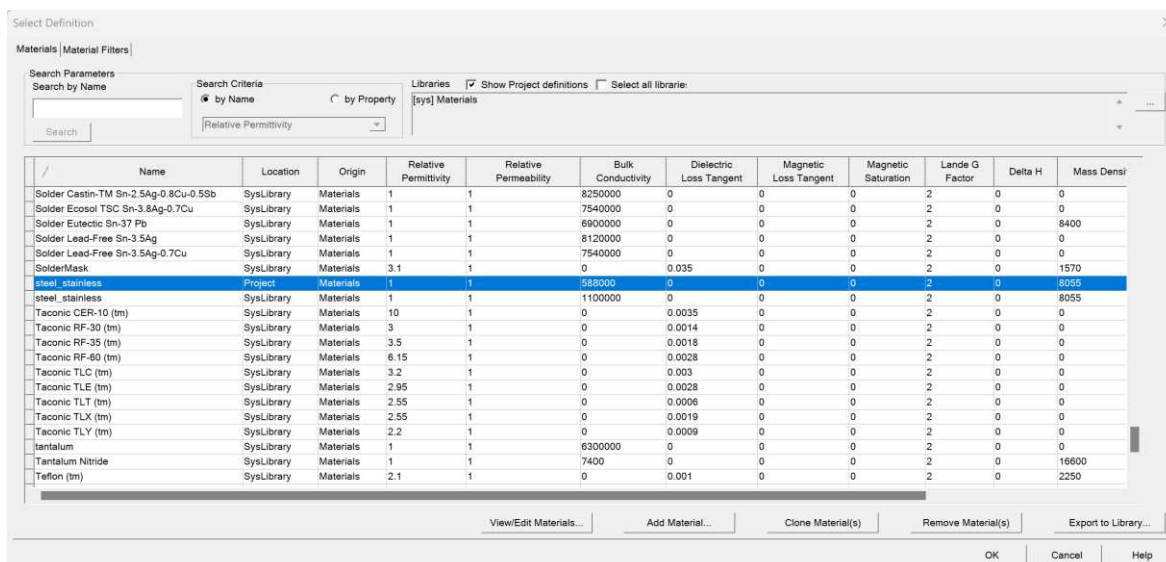 Select Definition
Materials Material Filters
Search Parameters
Search by Name
Search
Search Criteria
by Name by Property
Relative Permittivity
Libraries Show Project definitions Select all libraries
[sys] Materials
...
/ Name Location Origin Relative Permittivity Relative Permeability Bulk Conductivity Dielectric Loss Tangent Magnetic Loss Tangent Magnetic Saturation Lande G Factor Delta H Mass Densi
Solder Castin-TM Sn-2.5Ag-0.8Cu-0.5Sb SysLibrary Materials 1 1 8250000 0 0 0 2 0 0
Solder Ecosol TSC Sn-3.8Ag-0.7Cu SysLibrary Materials 1 1 7540000 0 0 0 2 0 0
Solder Eutectic Sn-37 Pb SysLibrary Materials 1 1 6900000 0 0 0 2 0 8400
Solder Lead-Free Sn-3.5Ag SysLibrary Materials 1 1 8120000 0 0 0 2 0 0
Solder Lead-Free Sn-3.5Ag-0.7Cu SysLibrary Materials 1 1 7540000 0 0 0 2 0 0
SolderMask SysLibrary Materials 3.1 1 0 0.035 0 0 2 0 1570
steel_stainless Project Materials 1 1 588000 0 0 0 2 0 8055
steel_stainless SysLibrary Materials 1 1 1100000 0 0 0 2 0 8055
Taconic CER-10 (tm) SysLibrary Materials 10 1 0 0.0035 0 0 2 0 0
Taconic RF-30 (tm) SysLibrary Materials 3 1 0 0.0014 0 0 2 0 0
Taconic RF-35 (tm) SysLibrary Materials 3.5 1 0 0.0018 0 0 2 0 0
Taconic RF-60 (tm) SysLibrary Materials 6.15 1 0 0.0028 0 0 2 0 0
Taconic TLC (tm) SysLibrary Materials 3.2 1 0 0.003 0 0 2 0 0
Taconic TLE (tm) SysLibrary Materials 2.95 1 0 0.0028 0 0 2 0 0
Taconic TLT (tm) SysLibrary Materials 2.55 1 0 0.0006 0 0 2 0 0
Taconic TLX (tm) SysLibrary Materials 2.55 1 0 0.0019 0 0 2 0 0
Taconic TLY (tm) SysLibrary Materials 2.2 1 0 0.0009 0 0 2 0 0
tantalum SysLibrary Materials 1 1 6300000 0 0 0 2 0 0
Tantalum Nitride SysLibrary Materials 1 1 7400 0 0 0 2 0 16600
Teflon (tm) SysLibrary Materials 2.1 1 0 0.001 0 0 2 0 2250
View/Edit Materials... Add Material... Clone Material(s) Remove Material(s) Export to Library...
OK Cancel Help